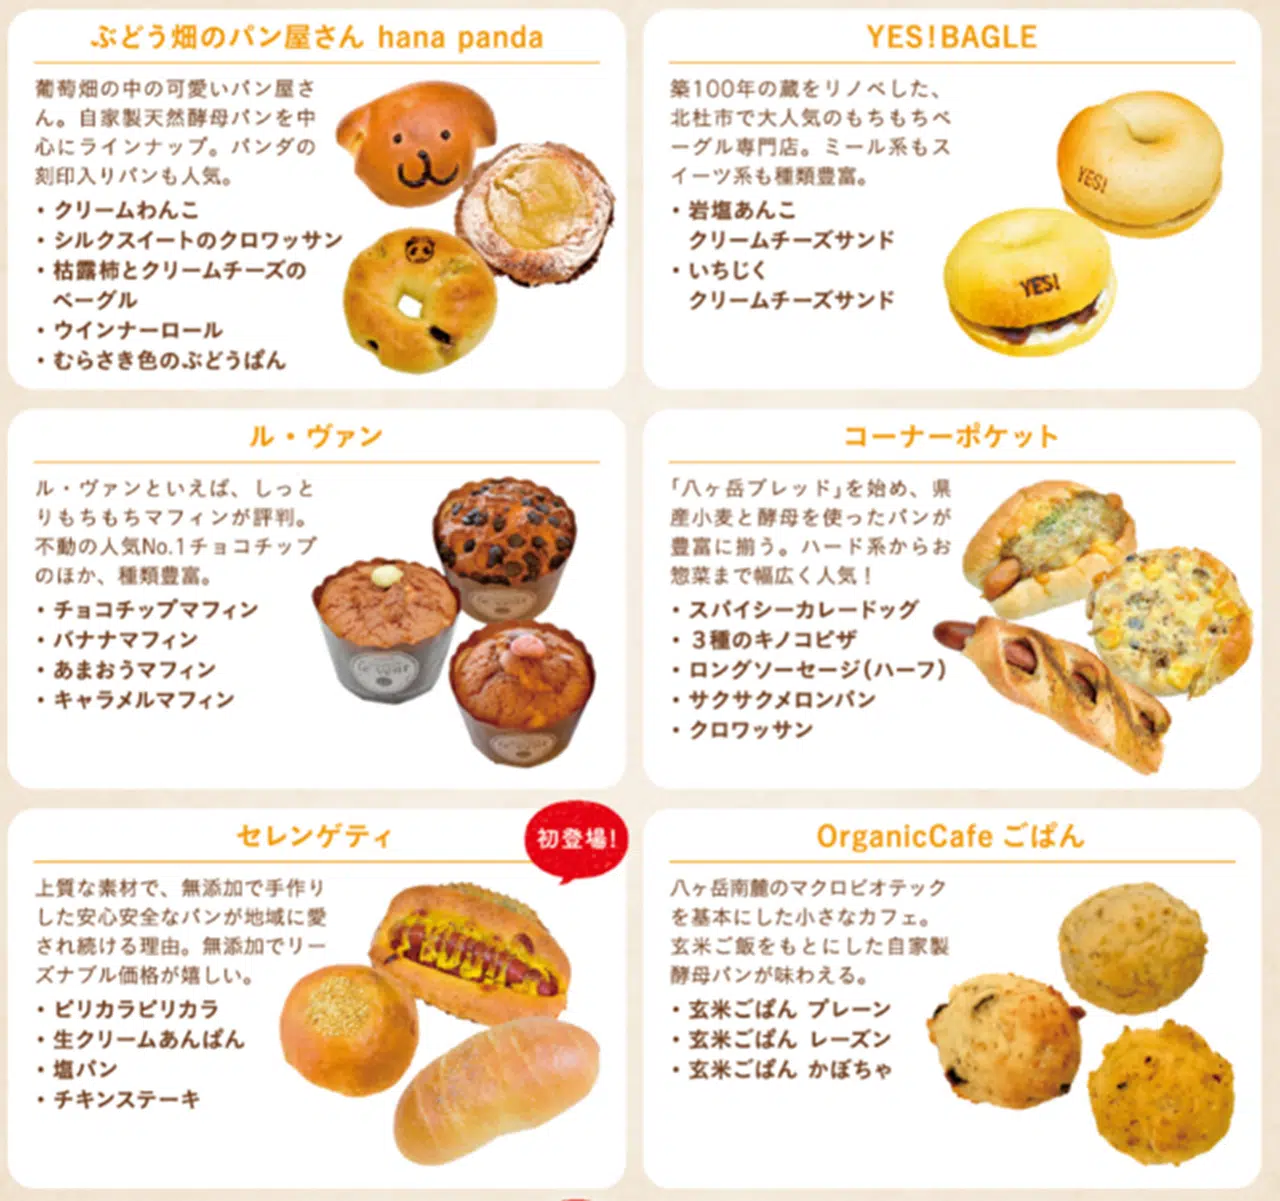 ぶどう畑のパン屋さん hana panda
葡萄畑の中の可愛いパン屋さ
ん。自家製天然酵母パンを中
心にラインナップ。パンダの
刻印入りパンも人気。
・クリームわんこ
・シルクスイートのクロワッサン
・枯露柿とクリームチーズの
ベーグル
・ウインナーロール
・むらさき色のぶどうぱん
YES!BAGLE
築100年の蔵をリノベした、
北杜市で大人気のもちもちベ
ーグル専門店。ミール系もス
イーツ系も種類豊富。
・岩塩あんこ
クリームチーズサンド
・いちじく
クリームチーズサンド
YES!
YES!
ル・ヴァン
ル・ヴァンといえば、しっと
りもちもちマフィンが評判。
不動の人気No.1チョコチップ
のほか、種類豊富。
・チョコチップマフィン
・バナナマフィン
・あまおうマフィン
・キャラメルマフィン
コーナーポケット
「八ヶ岳ブレッド」を始め、県
産小麦と酵母を使ったパンが
豊富に揃う。ハード系からお
惣菜まで幅広く人気！
・スパイシーカレードッグ
・３種のキノコピザ
・ロングソーセージ(ハーフ)
・サクサクメロンパン
・クロワッサン
セレンゲティ
初登場!
上質な素材で、無添加で手作り
した安心安全なパンが地域に愛
され続ける理由。無添加でリー
ズナブル価格が嬉しい。
・ピリカラピリカラ
・生クリームあんぱん
・塩パン
・チキンステーキ
OrganicCafe ごぱん
八ヶ岳南麓のマクロビオテック
を基本にした小さなカフェ。
玄米ご飯をもとにした自家製
酵母パンが味わえる。
・玄米ごぱん プレーン
・玄米ごぱん レーズン
・玄米ごぱん かぼちゃ